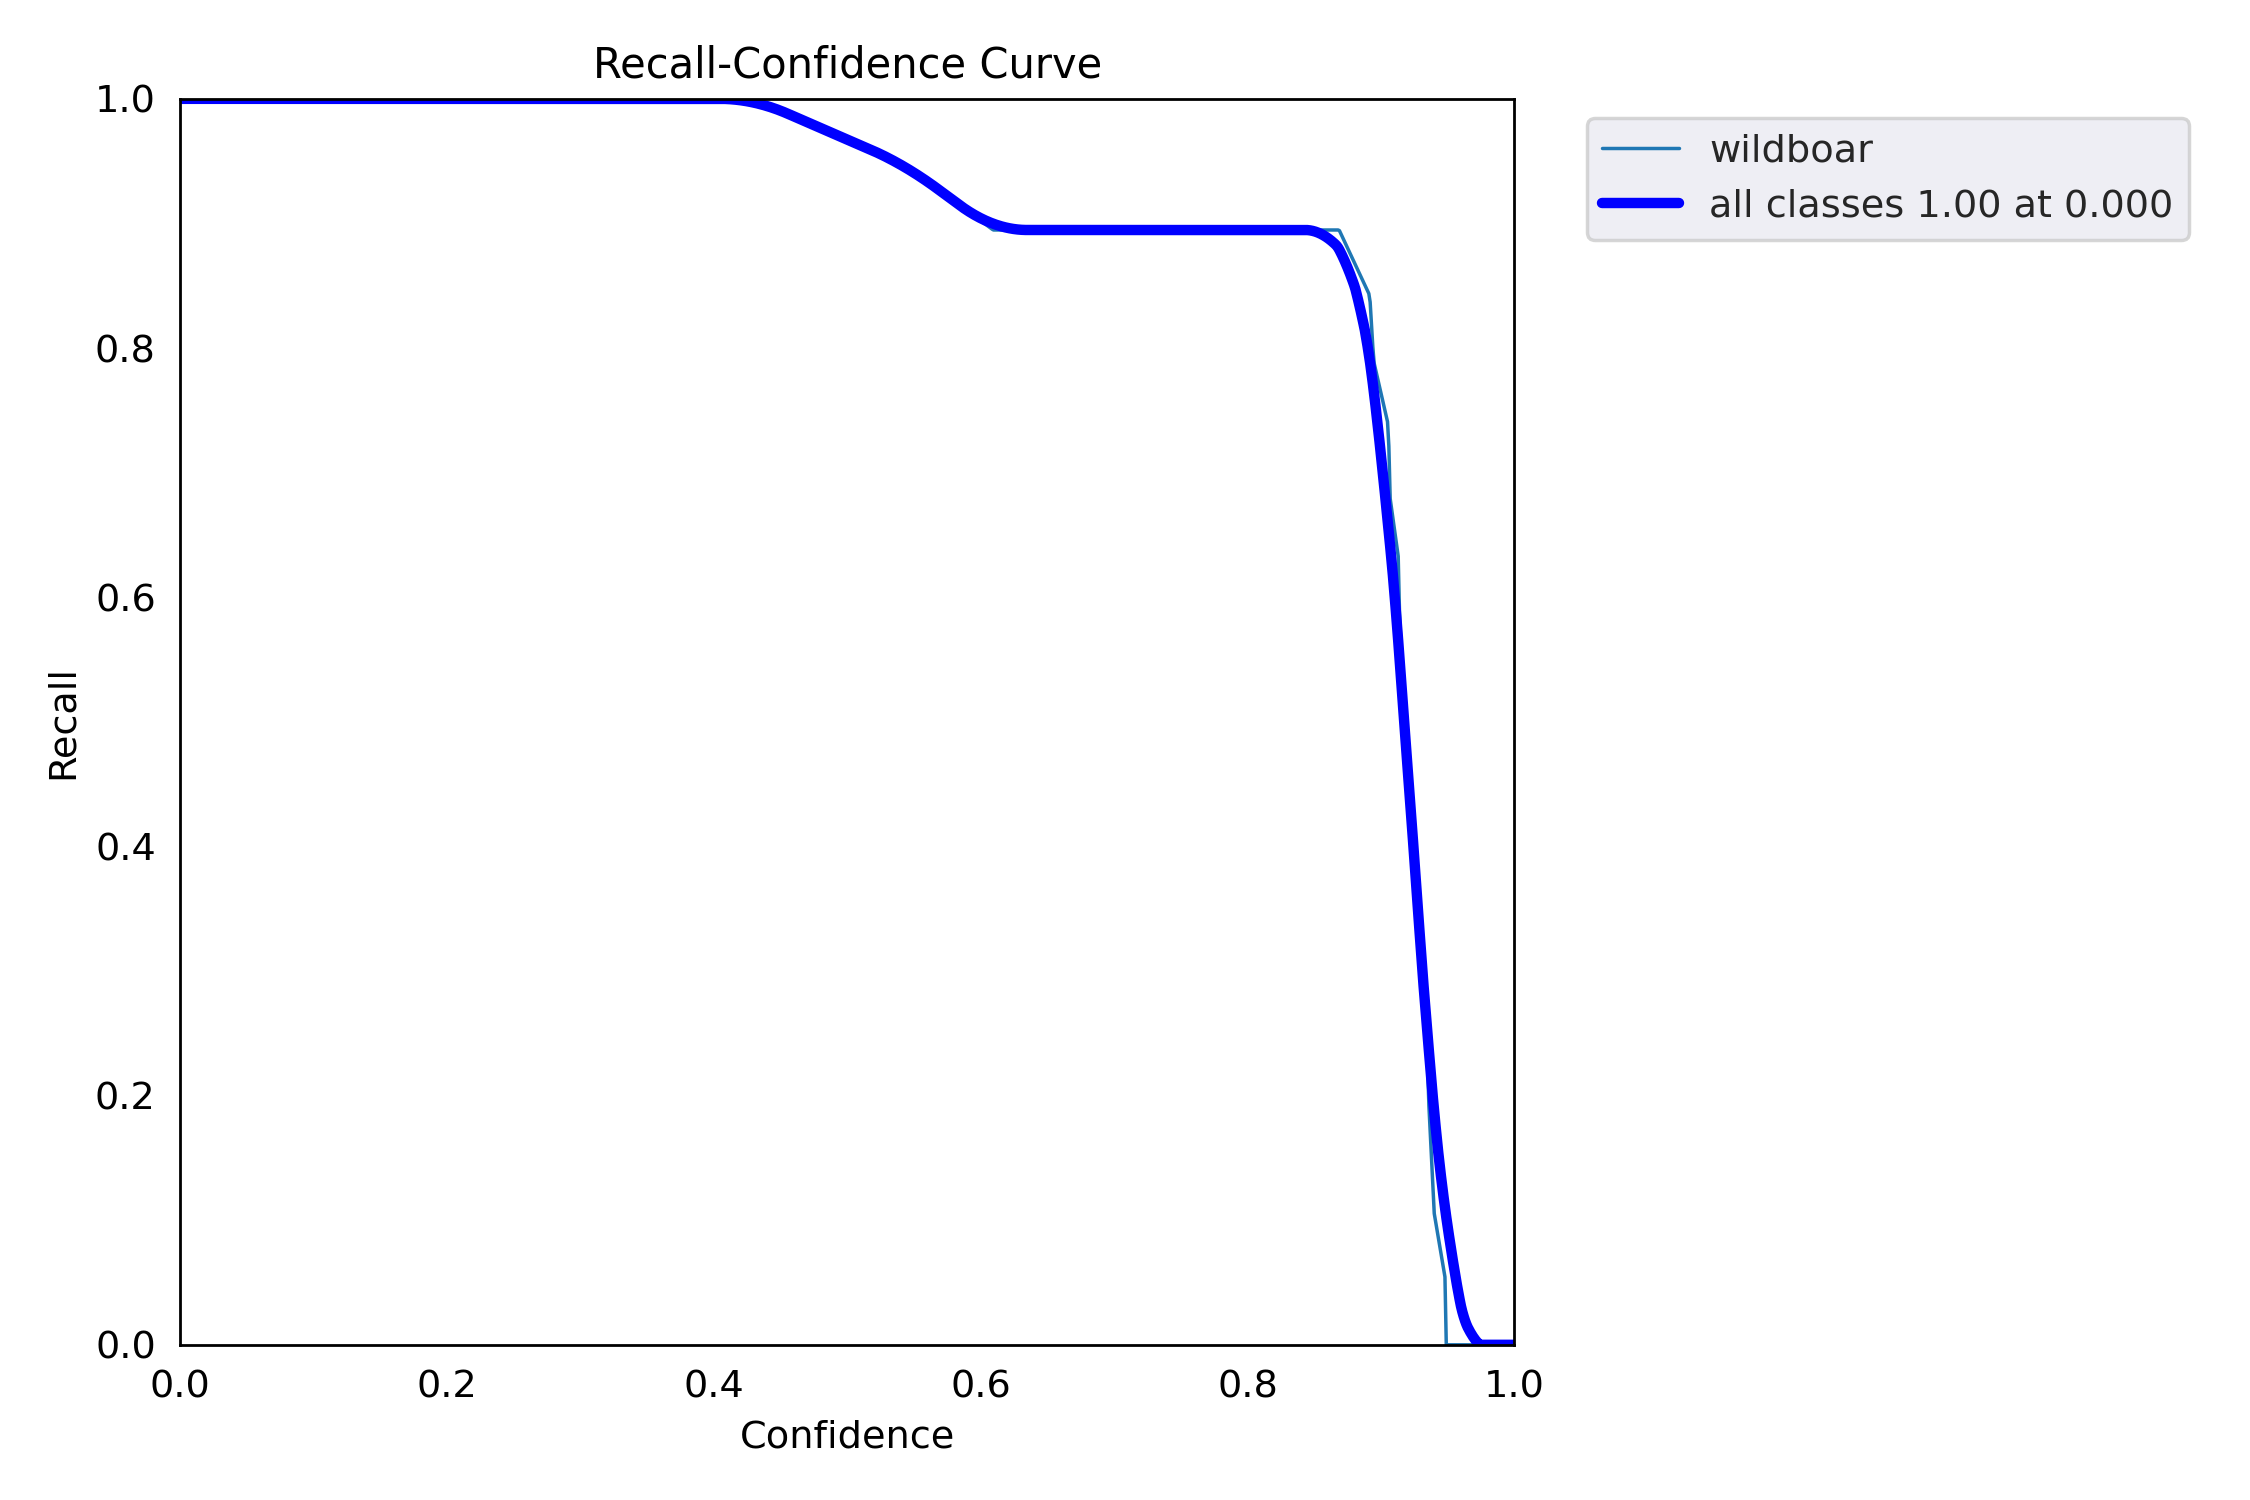 Recall-Confidence Curve
1.0
0.8
0.6
0.4
0.2
0.0
Recall
0.0 0.2 0.4 0.6 0.8 1.0
Confidence
wildboar
all classes 1.00 at 0.000